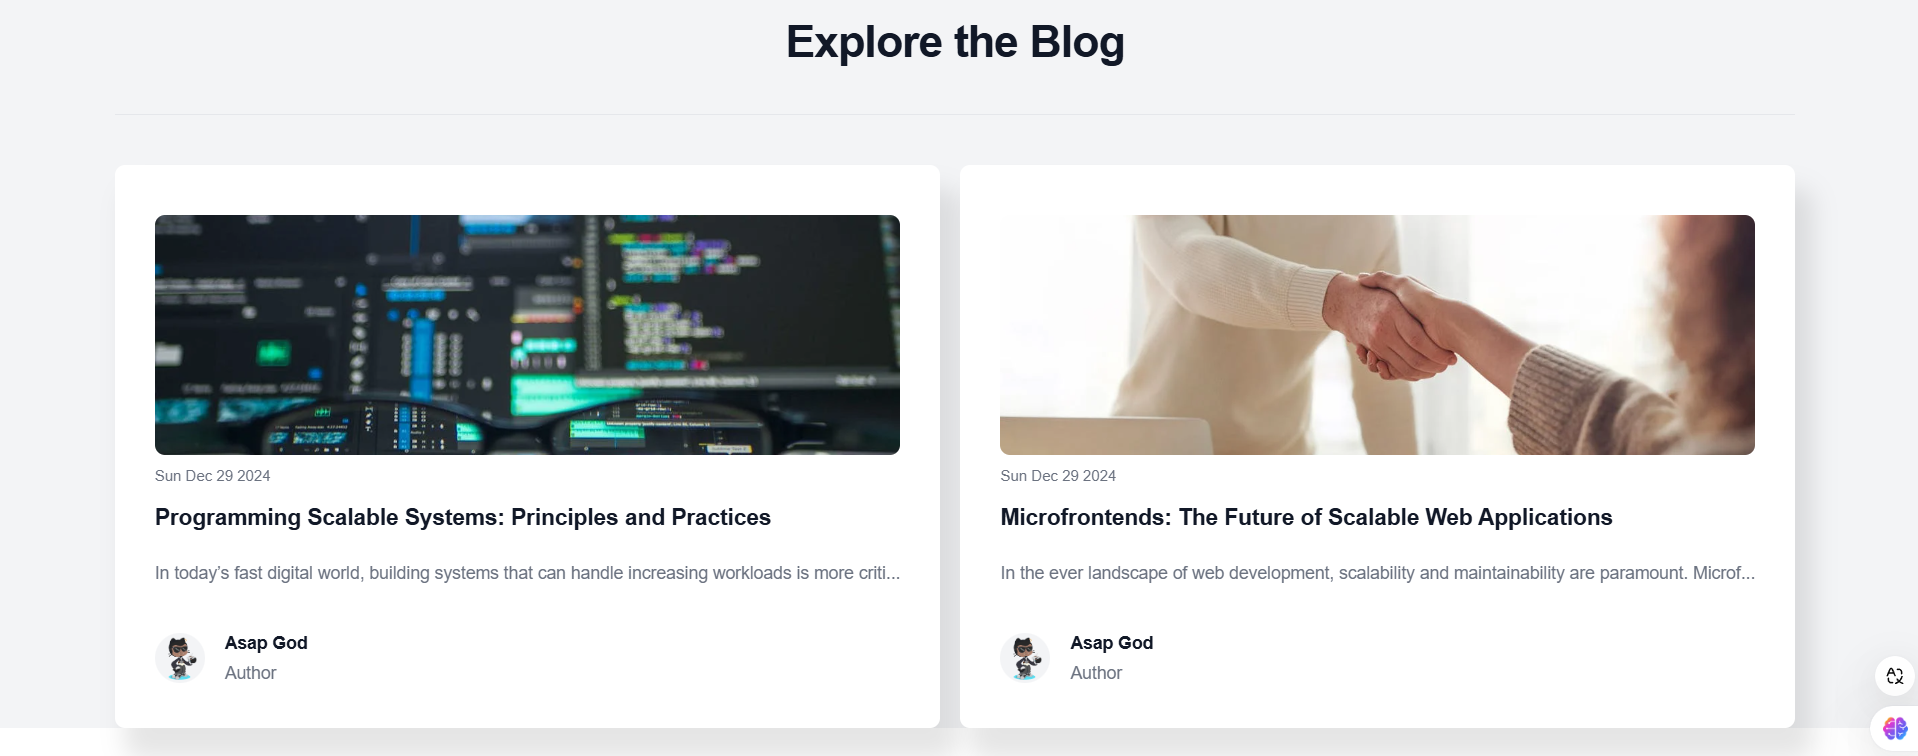 Explore the Blog
Sun Dec 29 2024
Programming Scalable Systems: Principles and Practices
In today’s fast digital world, building systems that can handle increasing workloads is more criti...
Asap God
Author
Sun Dec 29 2024
Microfrontends: The Future of Scalable Web Applications
In the ever landscape of web development, scalability and maintainability are paramount. Microf...
Asap God
Author